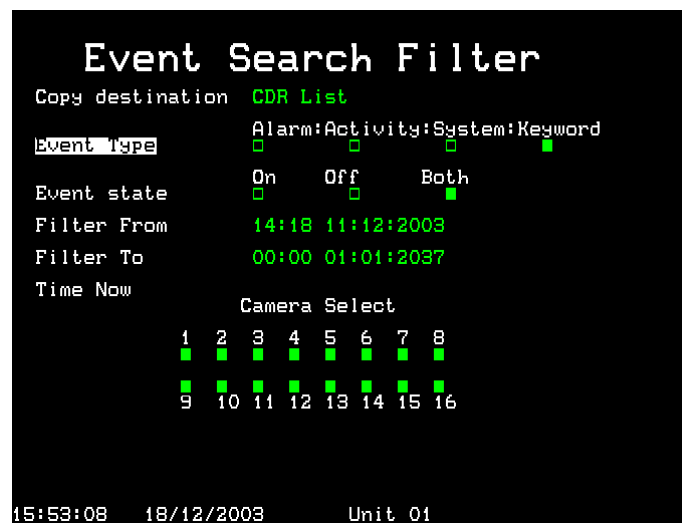 Event Search Filter
Copy destination CDR List
Alarm:Activity:System:Keyword
Event Type
On Off Both
Event state
Filter From 14:18 11:12:2003
Filter To 00:00 01:01:2037
Time Now
Camera Select
1 2 3 4 5 6 7 8
9 10 11 12 13 14 15 16
15:53:08 18/12/2003 Unit 01